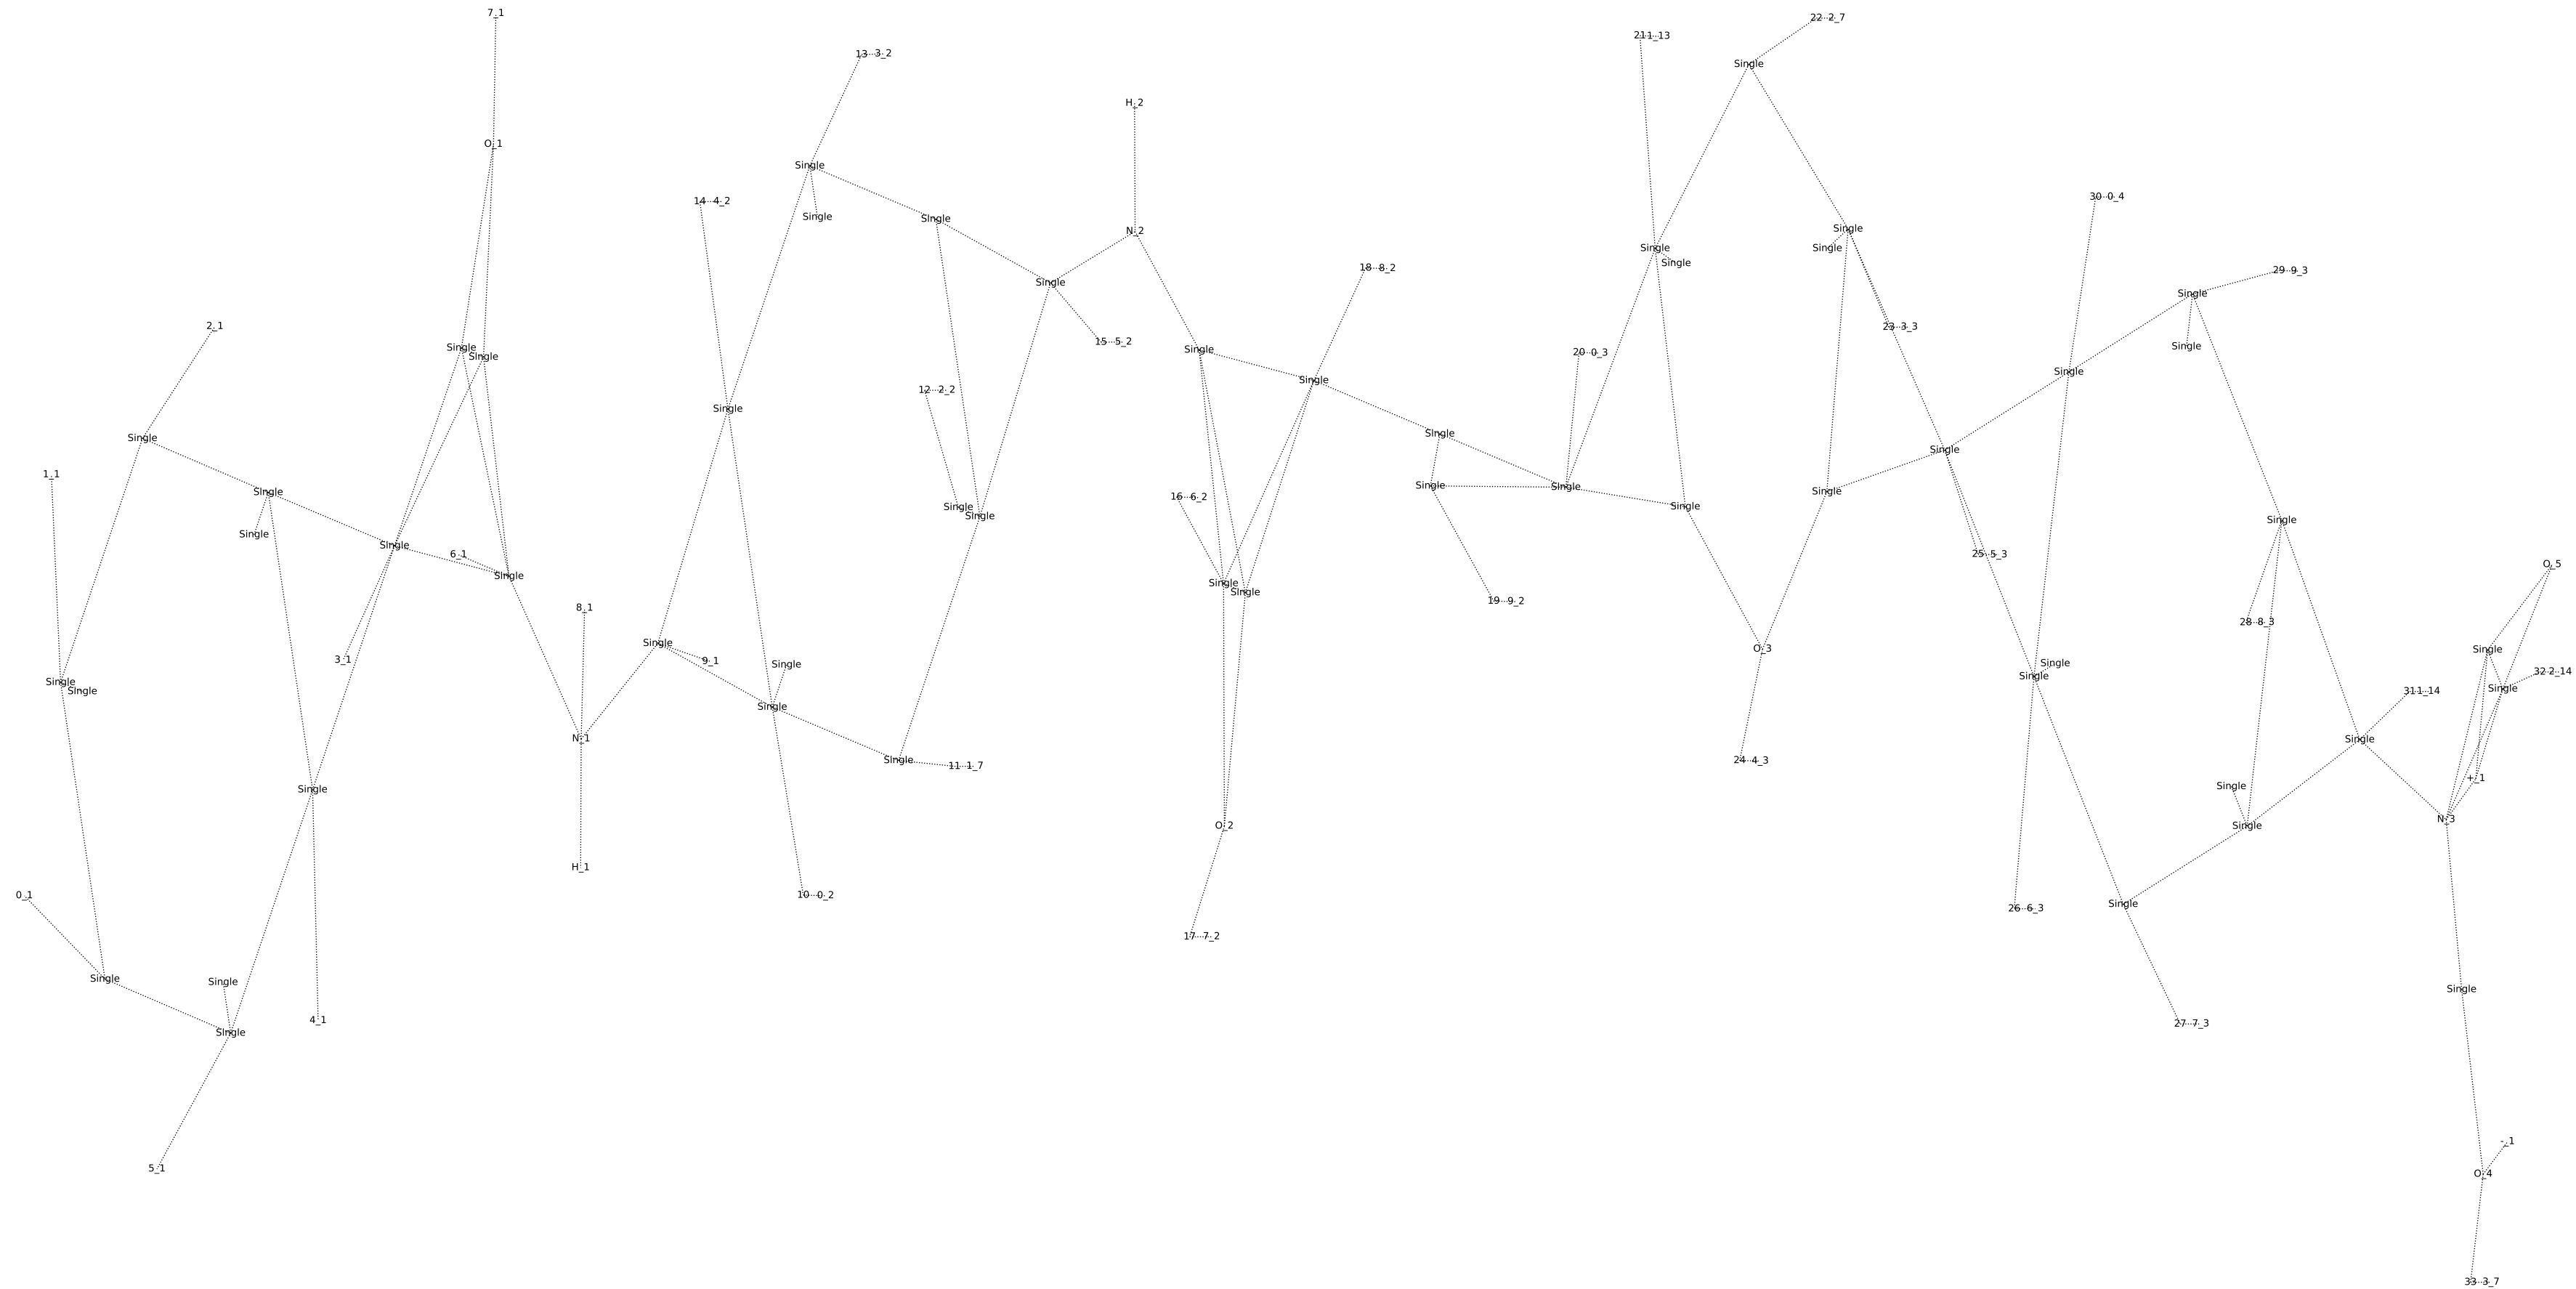 7_1
22 2_7
211_13
13 3_2
H_2
O_1
Single
Single
30 0_4
14 4_2
Single
Single
Single
N_2
Single
Single
Single
18 8_2
Single
29 9_3
Single
Single
2_1
23 3_3
15 5_2
Single
Single
Single
Single
20 0_3
Single
Single
12 2_2
Single
Single
Single
Single
1_1
Single
Single
Single
Single
16 6_2
Single
Single
Single
Single
Single
Single
6_1
25 5_3
O_5
Single
Single
Single
19 9_2
8_1
28 8_3
Single
O_3
Single
3_1
9_1
Single
Single
32 2_14
Single
Single
Single
Single
311_14
Single
N_1
Single
Single
24 4_3
11 1_7
+_1
Single
Single
N_3
O_2
Single
H_1
0_1
10 0_2
Single
26 6_3
17 7_2
Single
Single
Single
4_1
27 7_3
Single
-_1
5_1
O_4
33 3_7